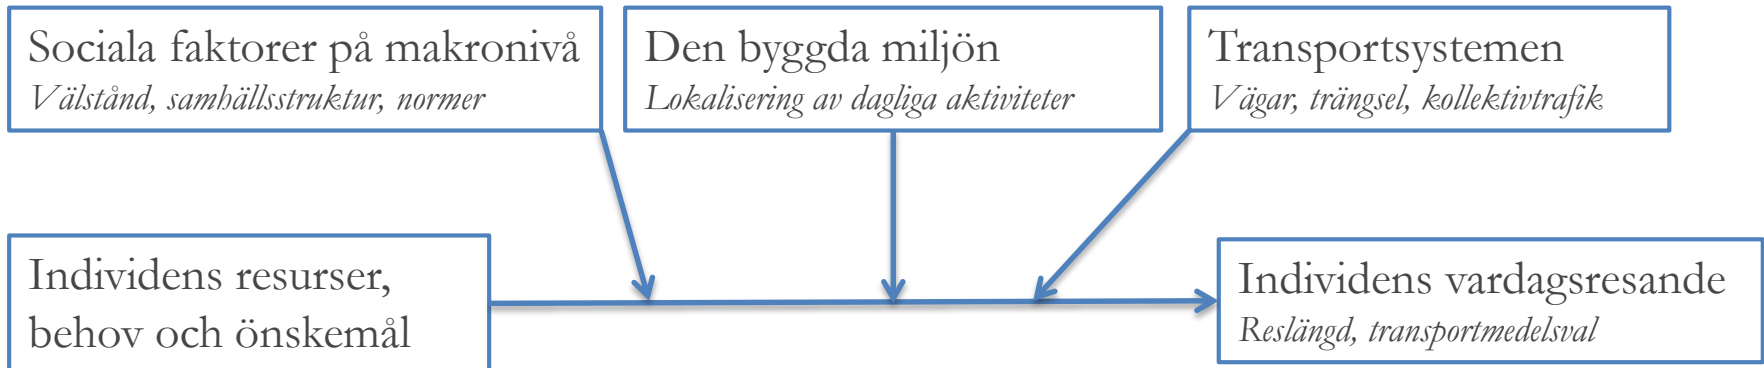 Sociala faktorer på makronivå
Välstånd, samhällsstruktur, normer
Den byggda miljön
Lokalisering av dagliga aktiviteter
Transportsystemen
Vägar, trängsel, kollektivtrafik
Individens resurser,
behov och önskemål
Individens vardagsresande
Reslängd, transportmedelsval